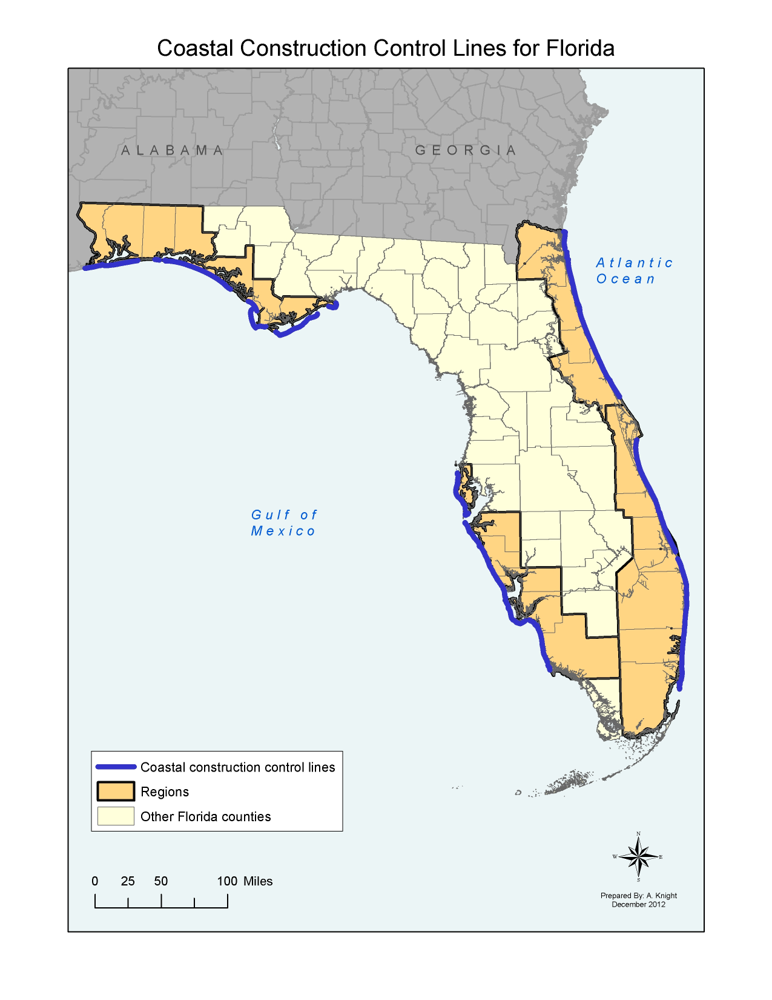 Coastal Construction Control Lines for Florida
ALABAMA
GEORGIA
Atlantic
Ocean
Gulf of
Mexico
Coastal construction control lines
Regions
Other Florida counties
0 25 50 100 Miles
N
W E
S
Prepared By: A. Knight
December 2012